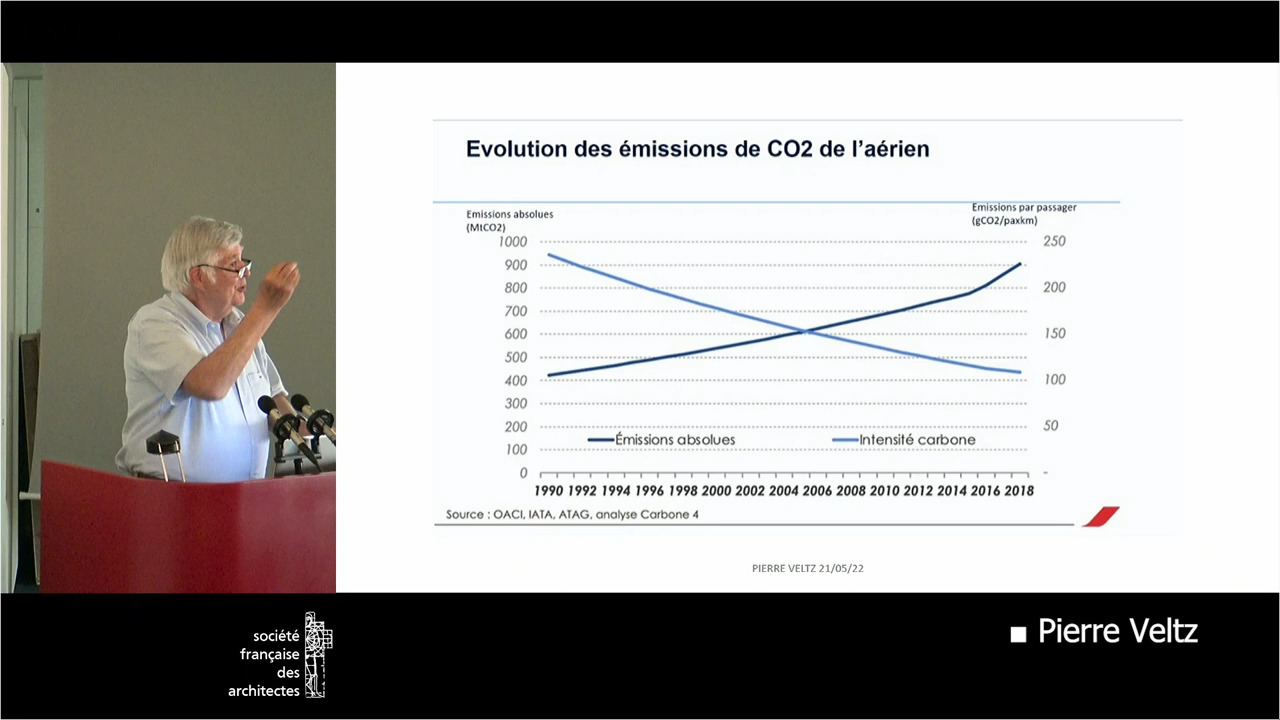 Evolution des émissions de CO2 de l'aérien
Emissions absolues
(MtCO2)
Emissions par passager
(gCO2/paxkm)
1000
900
800
700
600
500
400
300
200
100
0
250
200
150
100
50
-
Émissions absolues
Intensité carbone
1990 1992 1994 1996 1998 2000 2002 2004 2006 2008 2010 2012 2014 2016 2018
Source : OACI, IATA, ATAG, analyse Carbone 4
PIERRE VELTZ 21/05/22
société
française
des
architectes
Pierre Veltz